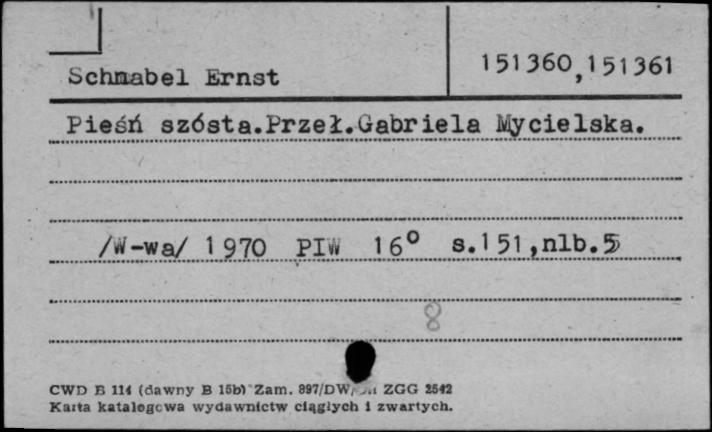 Schnabel Ernst
151360,151361
Pieśń szósta.Przeł.Gabriela Mycielska.
/W-wa/ 1970 PIW 16° s.151,nlb.5
8
CWD B 114 (dawny B 15b) Zam. 897/DW/ ZGG 2542
Karta katalogowa wydawnictw ciągłych i zwartych.